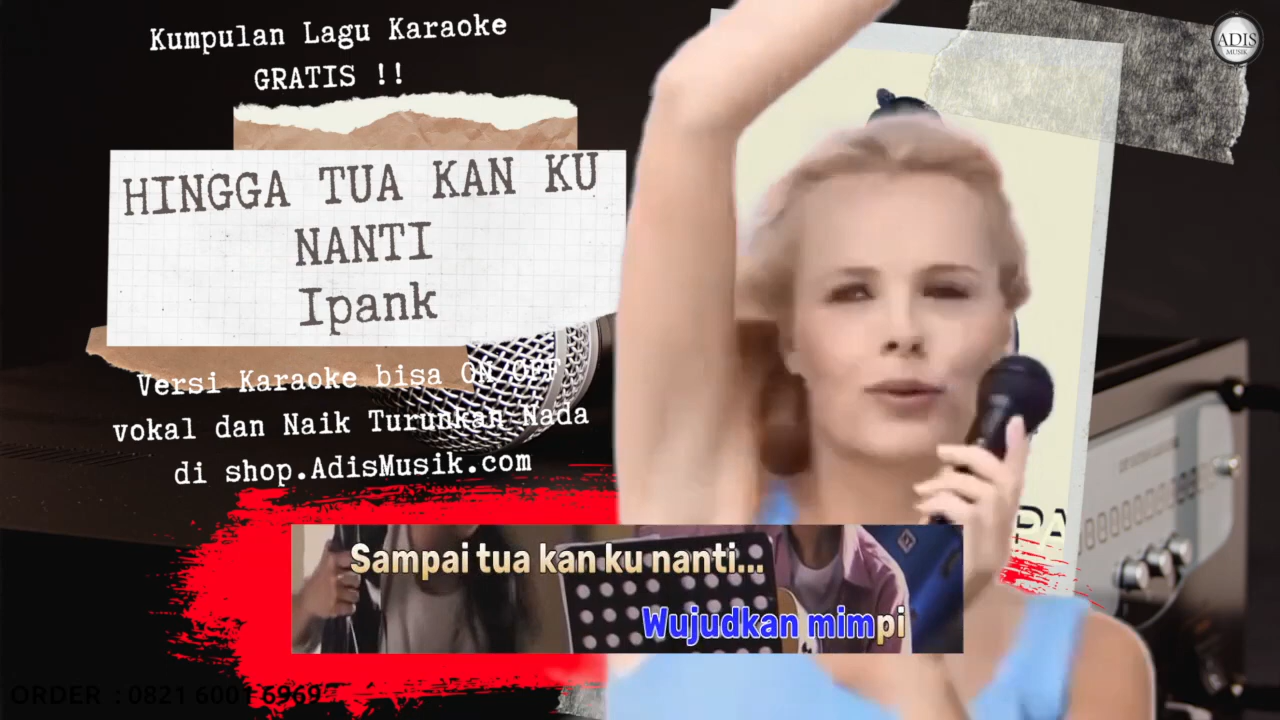 Kumpulan Lagu Karaoke
GRATIS !!
ADIS
MUSIK
HINGGA TUA KAN KU
NANTI
Ipank
Versi Karaoke bisa ON OFF
vokal dan Naik Turunkan Nada
di shop.AdisMusik.com
PA
Sampai tua kan ku nanti...
Wujudkan mimpi
ORDER : 0821 6001 6969